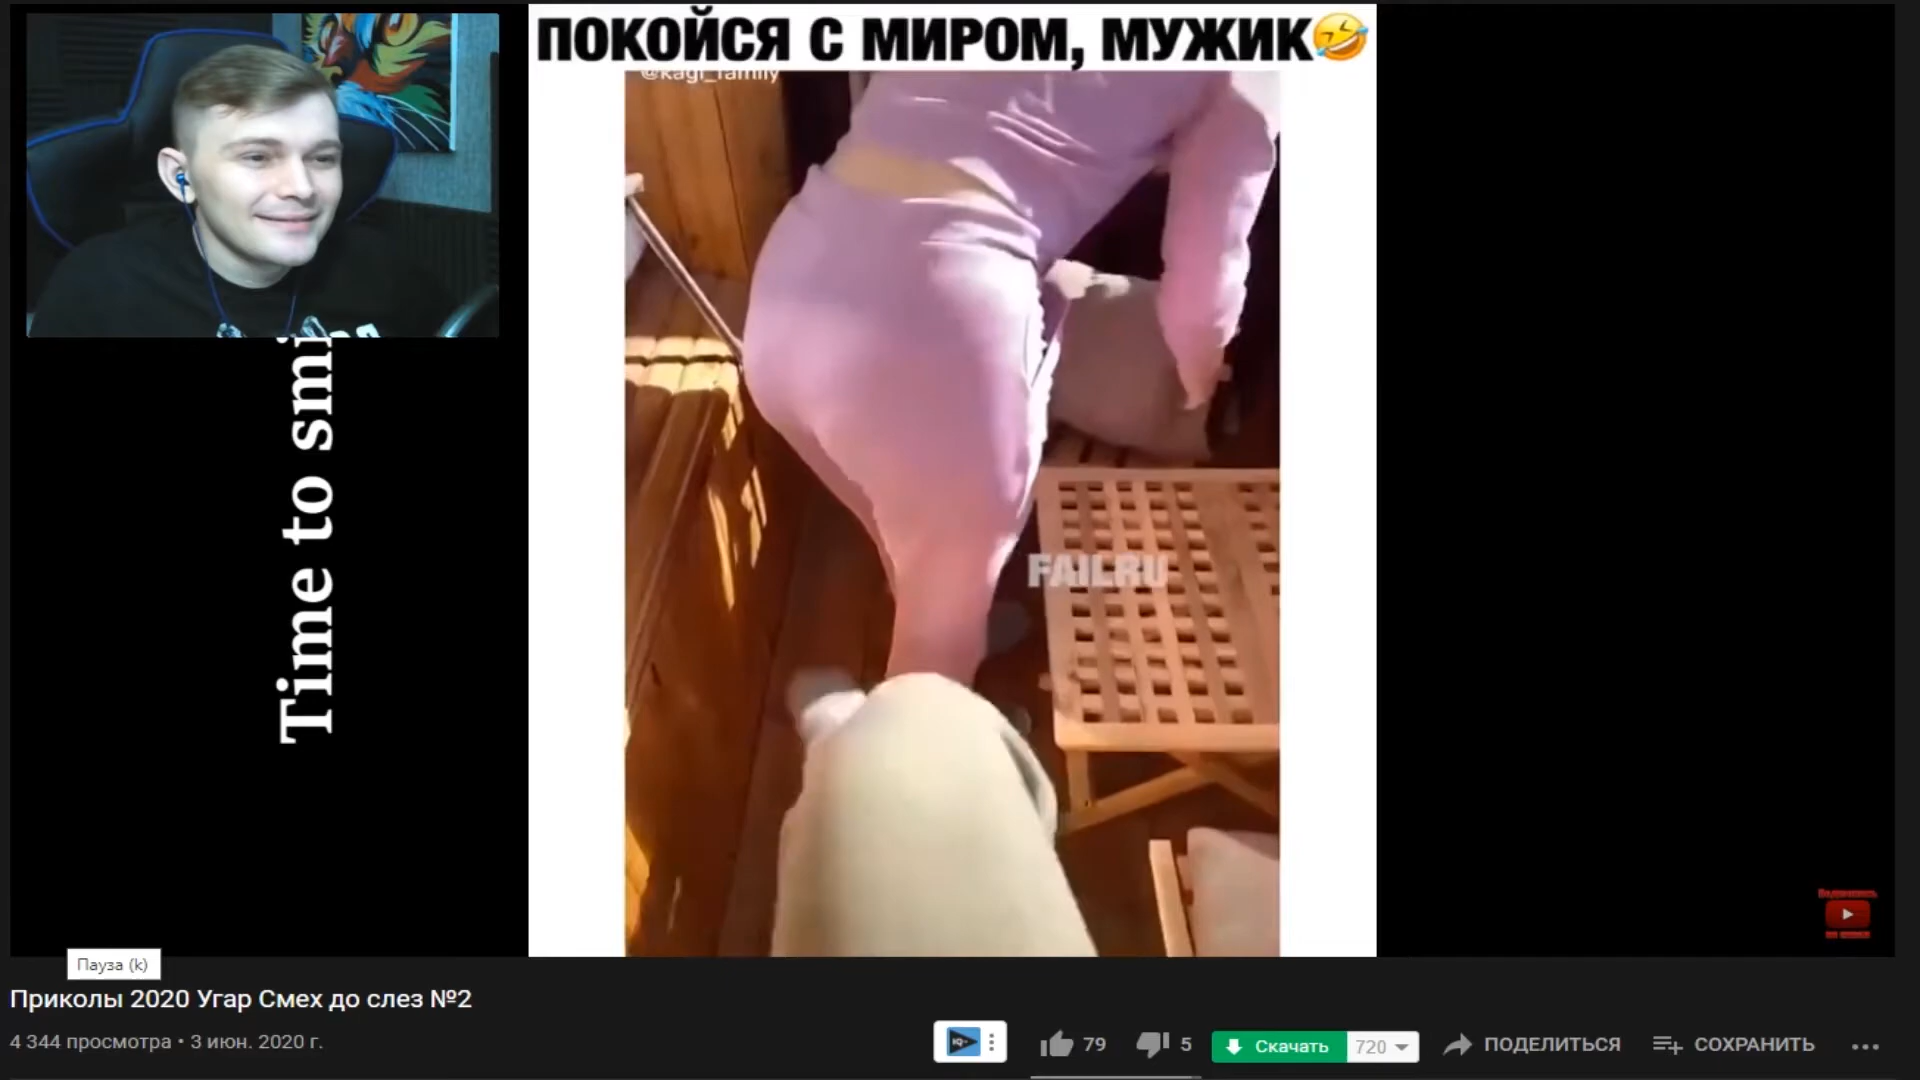 ПОКОЙСЯ С МИРОМ, МУЖИК🤣
@kagi_family
Time to smi
FAILRU
Пауза (k)
Приколы 2020 Угар Смех до слез №2
4 344 просмотра • 3 июн. 2020 г.
79
5
Скачать
720
ПОДЕЛИТЬСЯ
СОХРАНИТЬ